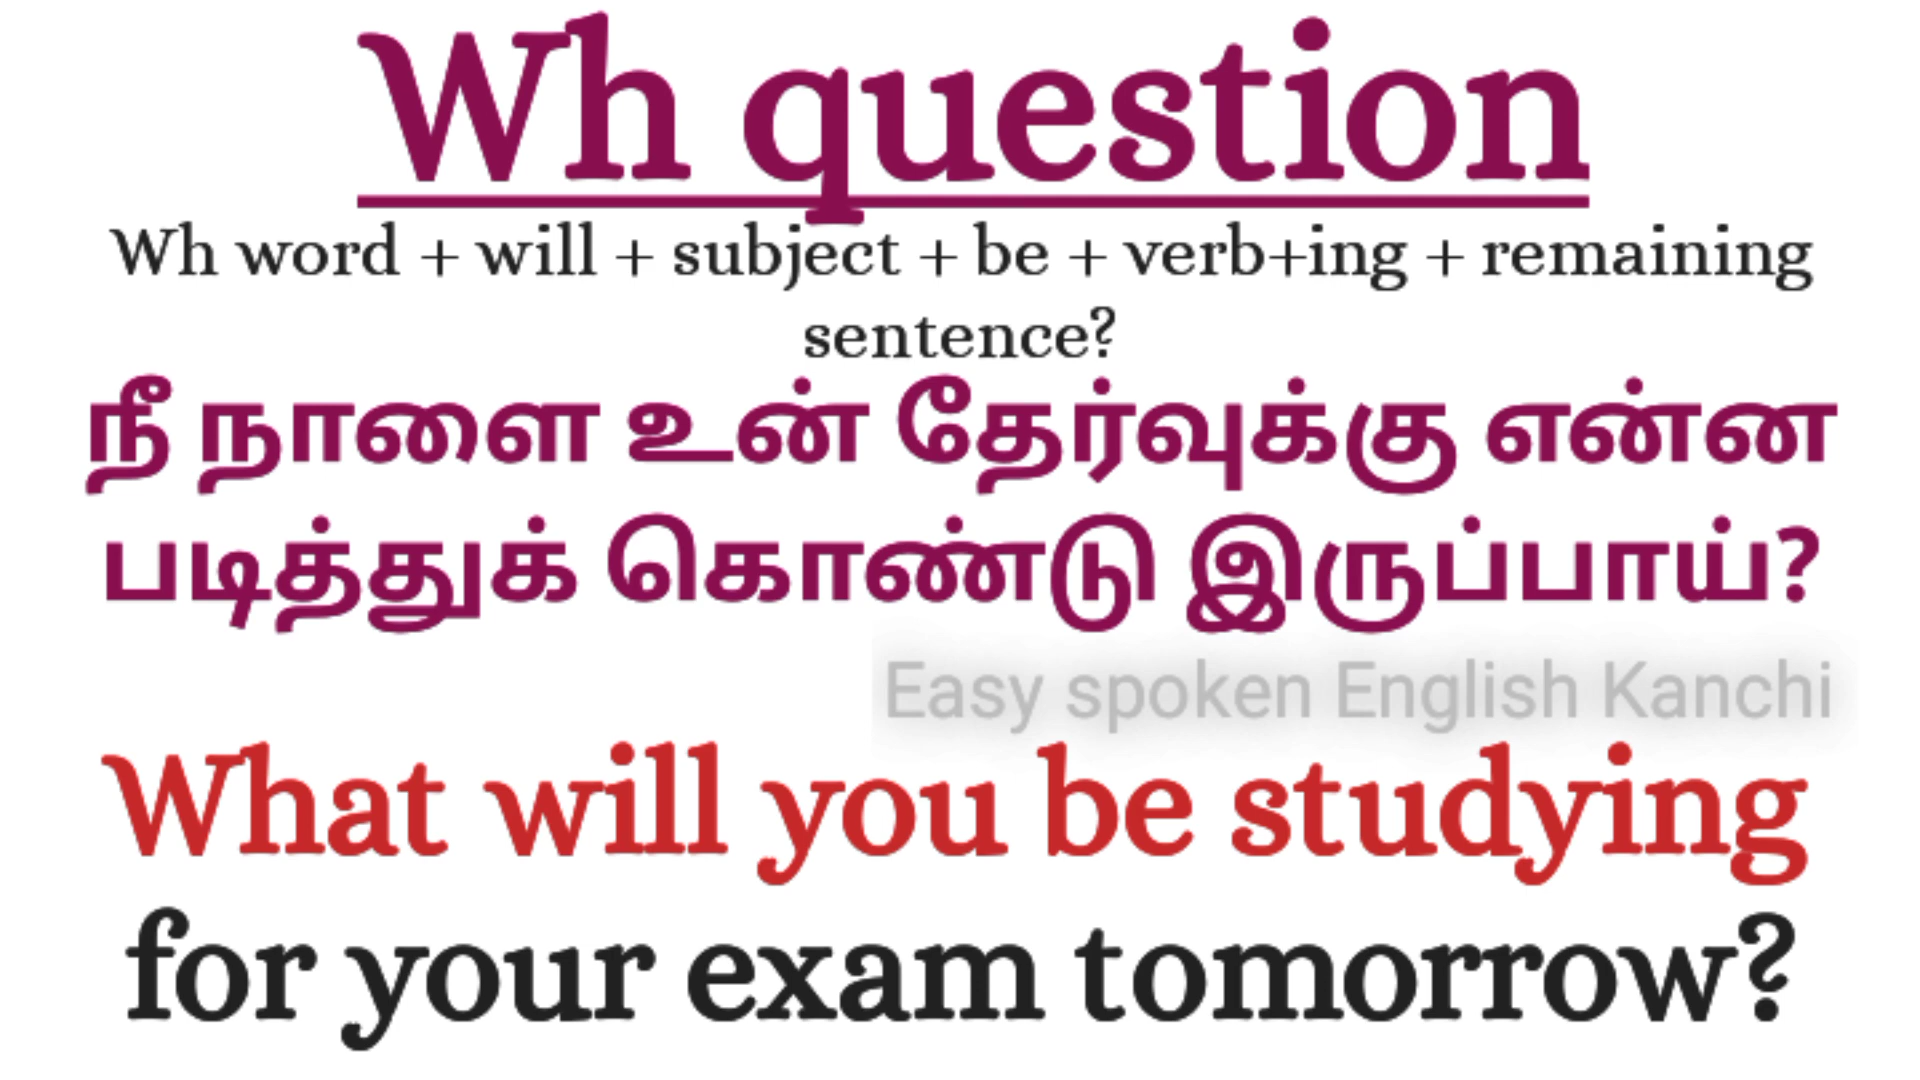 Wh question
Wh word + will + subject + be + verb+ing + remaining
sentence?
நீ நாளை உன் தேர்வுக்கு என்ன
படித்துக் கொண்டு இருப்பாய்?
Easy spoken English Kanchi
What will you be studying
for your exam tomorrow?